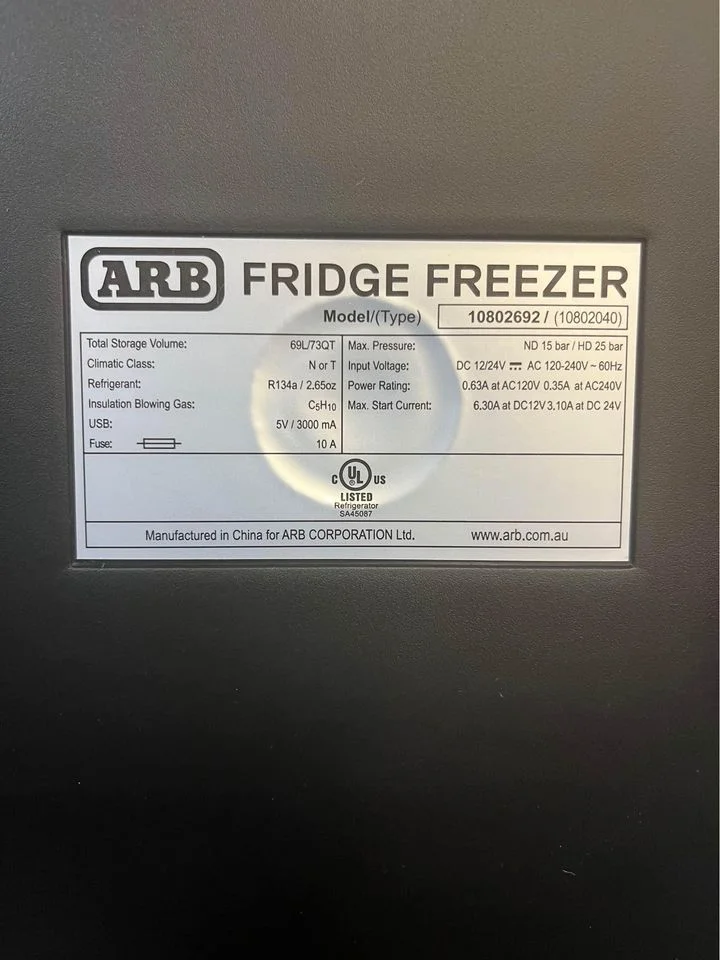 ARB FRIDGE FREEZER
Model/(Type) 10802692 / (10802040)
Total Storage Volume: 69L/73QT
Climatic Class: N or T
Refrigerant: R134a / 2.65oz
Insulation Blowing Gas: C₅H₁₀
USB: 5V / 3000 mA
Fuse: 10 A
Max. Pressure: ND 15 bar / HD 25 bar
Input Voltage: DC 12/24V ⎓ AC 120-240V ~ 60Hz
Power Rating: 0.63A at AC120V 0.35A at AC240V
Max. Start Current: 6.30A at DC12V 3.10A at DC 24V
C UL US
®
LISTED
Refrigerator
SA45087
Manufactured in China for ARB CORPORATION Ltd. www.arb.com.au